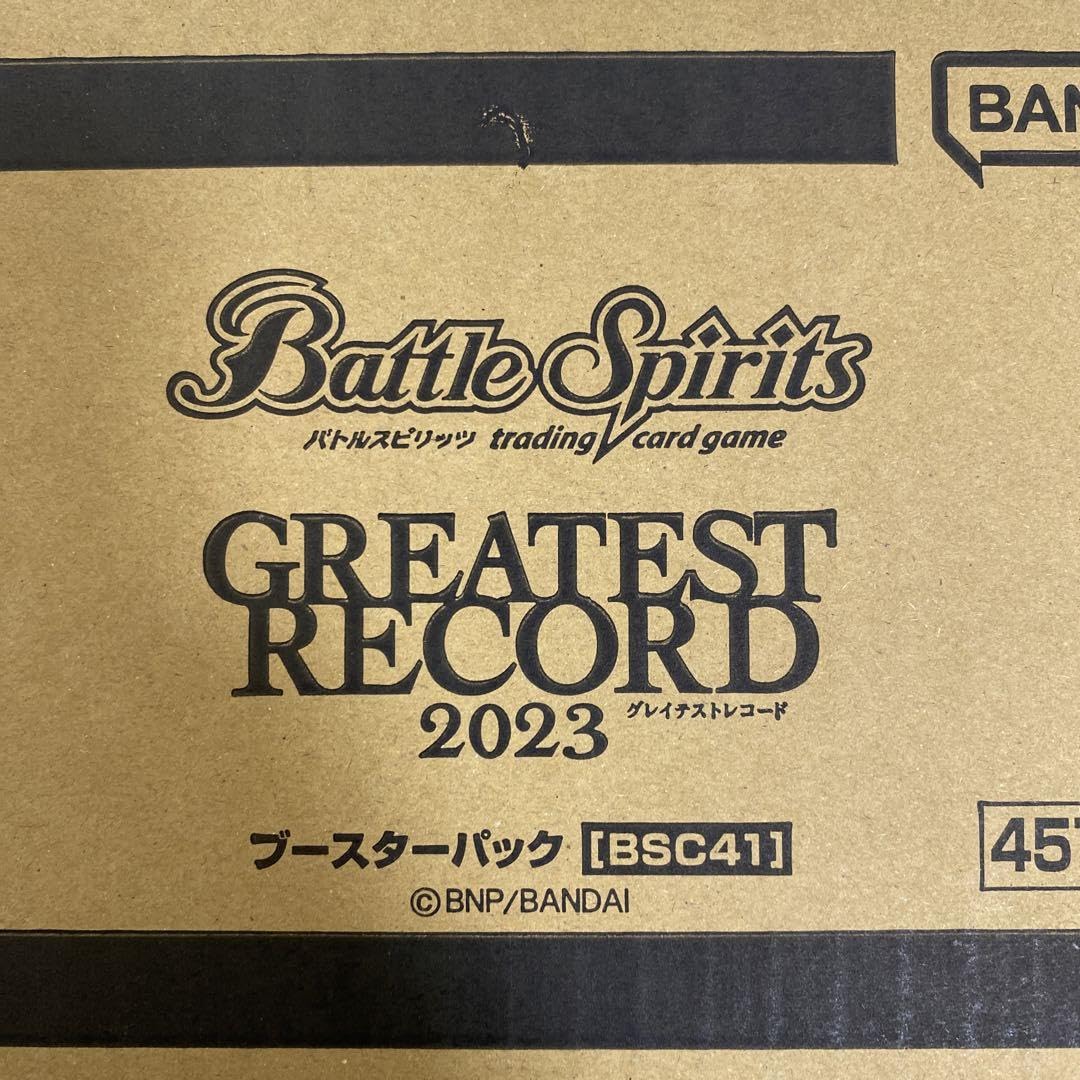 BAN
Battle Spirits
バトルスピリッツ trading card game
GREATEST
RECORD
2023 グレイテストレコード
ブースターパック [BSC41]
©BNP/BANDAI
45